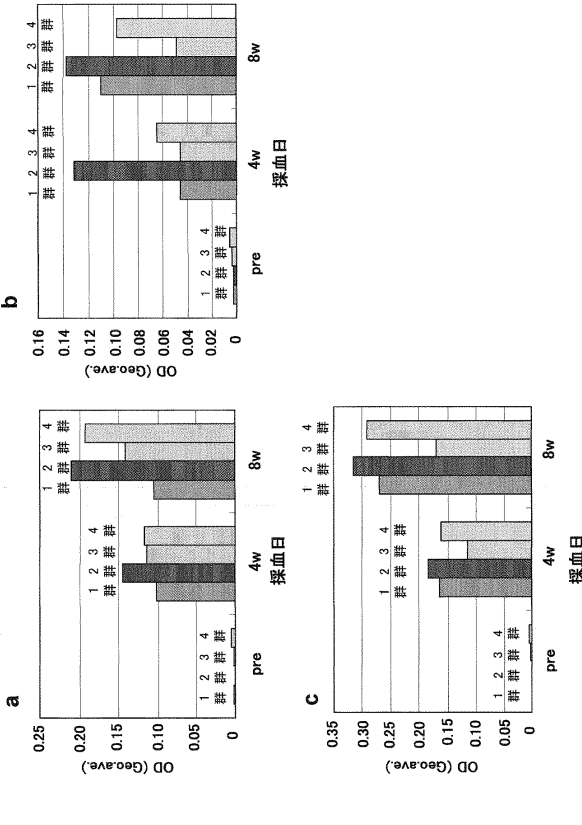 a
0.25
0.20
0.15
0.10
0.05
0
OD (Geo.ave.)
1 2 3 4
群 群 群 群
pre
1 2 3 4
群 群 群 群
4w
1 2 3 4
群 群 群 群
8w
採血日
b
0.16
0.14
0.12
0.10
0.08
0.06
0.04
0.02
0
OD (Geo.ave.)
1 2 3 4
群 群 群 群
pre
1 2 3 4
群 群 群 群
4w
1 2 3 4
群 群 群 群
8w
採血日
c
0.35
0.30
0.25
0.20
0.15
0.10
0.05
0
OD (Geo.ave.)
1 2 3 4
群 群 群 群
pre
1 2 3 4
群 群 群 群
4w
1 2 3 4
群 群 群 群
8w
採血日